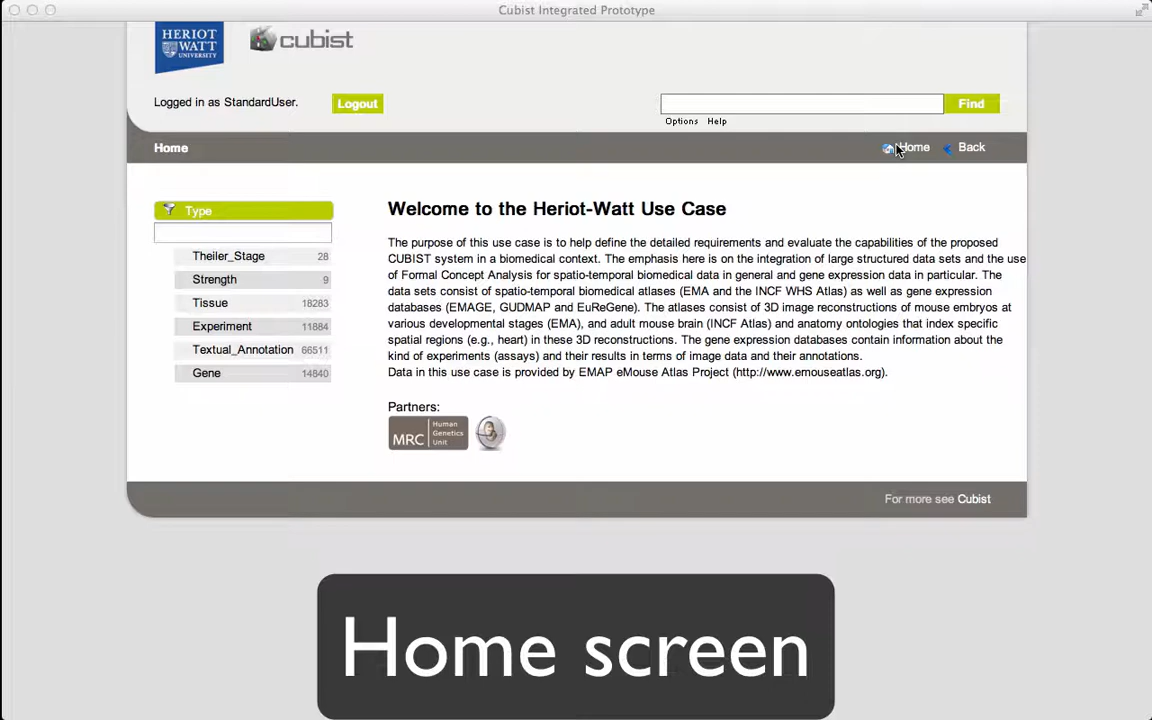 Cubist Integrated Prototype
HERIOT
WATT
UNIVERSITY
cubist
Logged in as StandardUser.
Logout
Find
Options Help
Home
Home
Back
Type
Theiler_Stage 28
Strength 9
Tissue 18283
Experiment 11884
Textual_Annotation 66511
Gene 14840
Welcome to the Heriot-Watt Use Case
The purpose of this use case is to help define the detailed requirements and evaluate the capabilities of the proposed
CUBIST system in a biomedical context. The emphasis here is on the integration of large structured data sets and the use
of Formal Concept Analysis for spatio-temporal biomedical data in general and gene expression data in particular. The
data sets consist of spatio-temporal biomedical atlases (EMA and the INCF WHS Atlas) as well as gene expression
databases (EMAGE, GUDMAP and EuReGene). The atlases consist of 3D image reconstructions of mouse embryos at
various developmental stages (EMA), and adult mouse brain (INCF Atlas) and anatomy ontologies that index specific
spatial regions (e.g., heart) in these 3D reconstructions. The gene expression databases contain information about the
kind of experiments (assays) and their results in terms of image data and their annotations.
Data in this use case is provided by EMAP eMouse Atlas Project (http://www.emouseatlas.org).
Partners:
MRC
Human
Genetics
Unit
For more see Cubist
Home screen